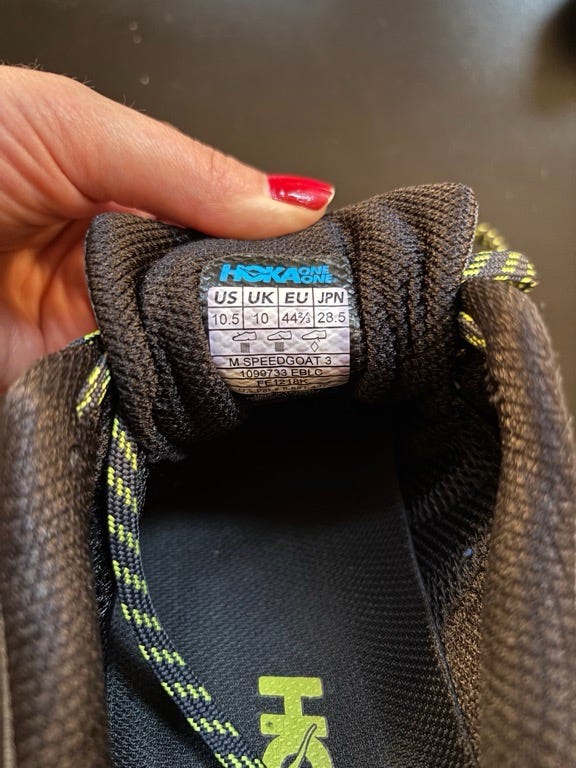 HOKA ONE ONE
US UK EU JPN
10.5 10 44⅔ 28.5
M SPEEDGOAT 3
1099733 EBLC
FE1218K
HO